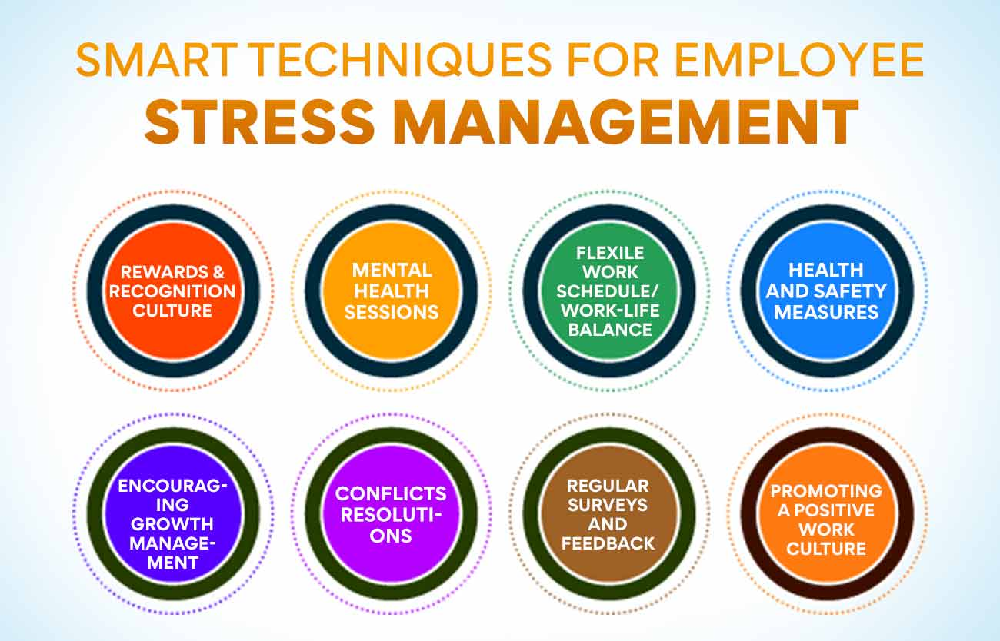 SMART TECHNIQUES FOR EMPLOYEE
STRESS MANAGEMENT
REWARDS &
RECOGNITION
CULTURE
MENTAL
HEALTH
SESSIONS
FLEXILE
WORK
SCHEDULE/
WORK-LIFE
BALANCE
HEALTH
AND SAFETY
MEASURES
ENCOURAG-
ING
GROWTH
MANAGE-
MENT
CONFLICTS
RESOLUTI-
ONS
REGULAR
SURVEYS
AND
FEEDBACK
PROMOTING
A POSITIVE
WORK
CULTURE